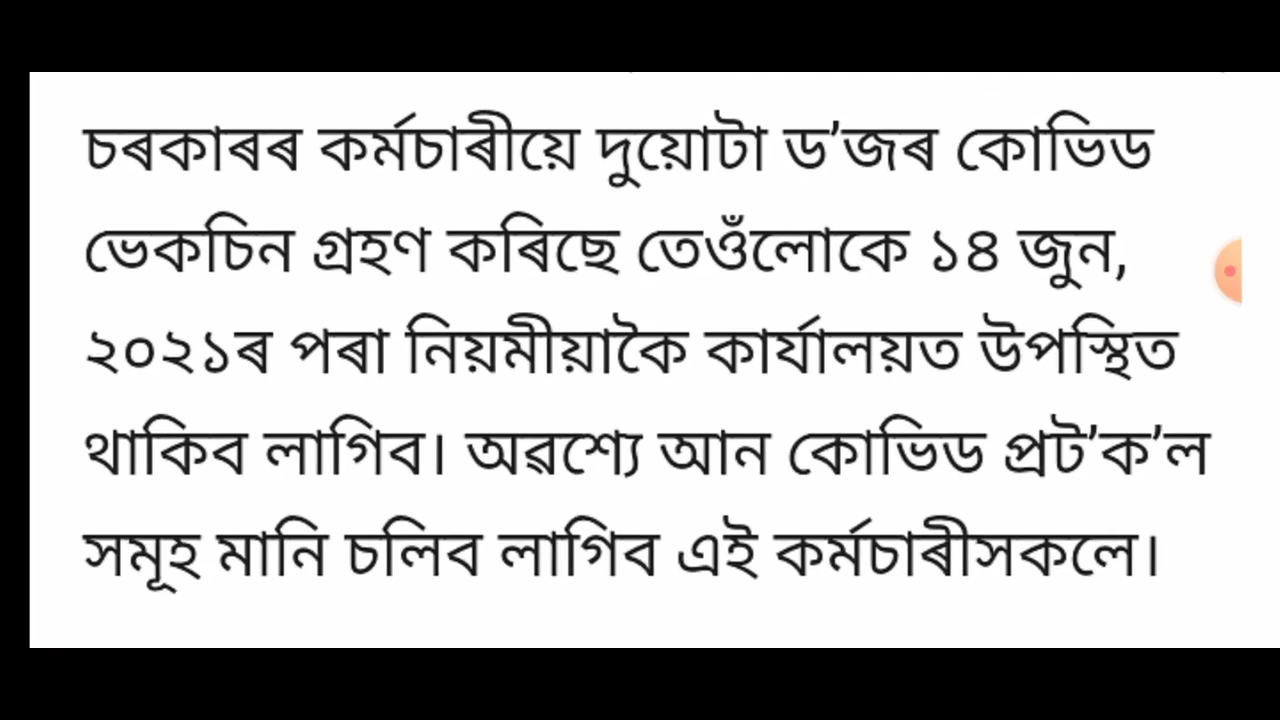 চৰকাৰৰ কৰ্মচাৰীয়ে দুয়োটা ড'জৰ কোভিড
ভেকচিন গ্ৰহণ কৰিছে তেওঁলোকে ১৪ জুন,
২০২১ৰ পৰা নিয়মীয়াকৈ কাৰ্যালয়ত উপস্থিত
থাকিব লাগিব। অৱশ্যে আন কোভিড প্ৰট'ক'ল
সমূহ মানি চলিব লাগিব এই কৰ্মচাৰীসকলে।